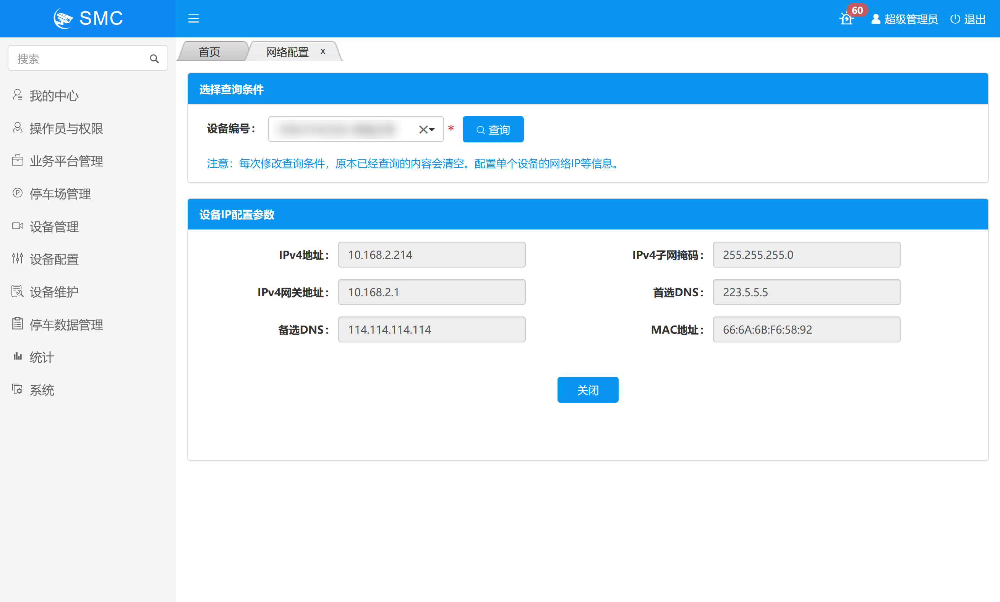 SMC
60
超级管理员
退出
搜索
首页
网络配置 x
我的中心
操作员与权限
业务平台管理
停车场管理
设备管理
设备配置
设备维护
停车数据管理
统计
系统
选择查询条件
设备编号： * 查询
注意：每次修改查询条件，原本已经查询的内容会清空。配置单个设备的网络IP等信息。
设备IP配置参数
IPv4地址： 10.168.2.214
IPv4子网掩码： 255.255.255.0
IPv4网关地址： 10.168.2.1
首选DNS： 223.5.5.5
备选DNS： 114.114.114.114
MAC地址： 66:6A:6B:F6:58:92
关闭